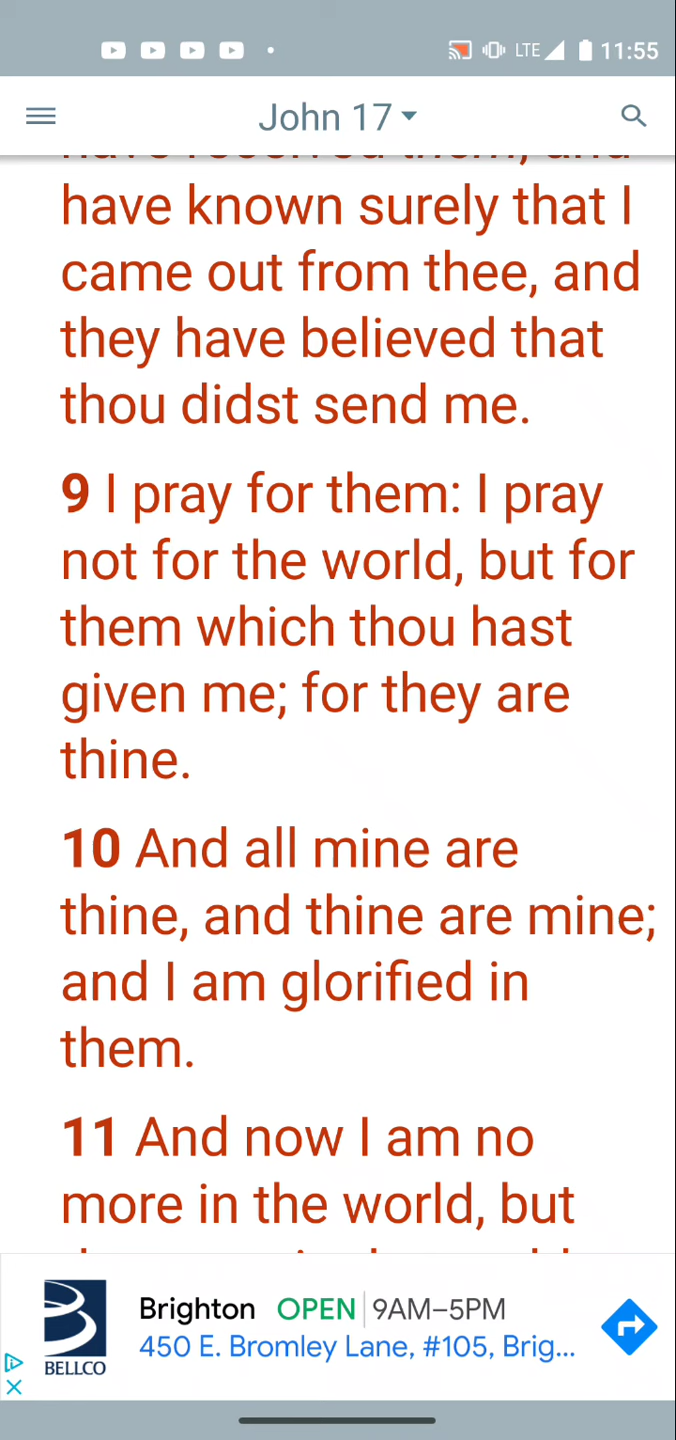 LTE 11:55
John 17
have known surely that I
came out from thee, and
they have believed that
thou didst send me.
9 I pray for them: I pray
not for the world, but for
them which thou hast
given me; for they are
thine.
10 And all mine are
thine, and thine are mine;
and I am glorified in
them.
11 And now I am no
more in the world, but
Brighton OPEN 9AM–5PM
450 E. Bromley Lane, #105, Brig...
BELLCO